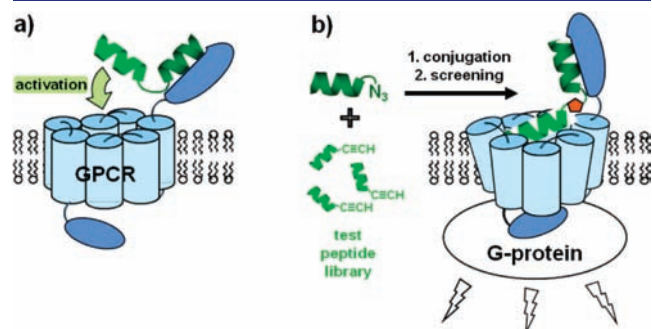 a)
activation
GPCR
b)
N₃
+
C≡CH
C≡CH
C≡CH
test
peptide
library
1. conjugation
2. screening
G-protein